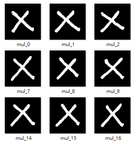 × × ×
mul_0 mul_1 mul_2
× × ×
mul_7 mul_8 mul_9
× × ×
mul_14 mul_15 mul_16